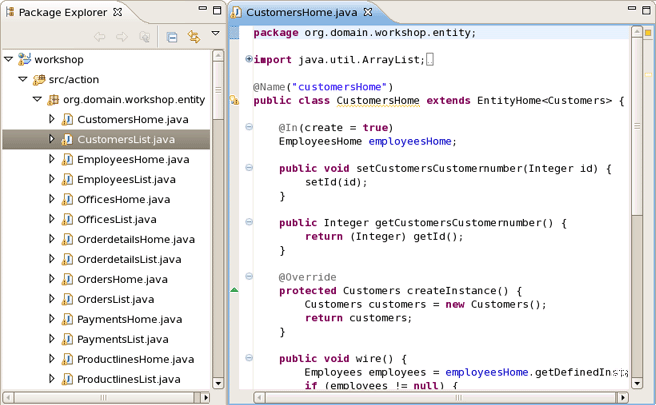 Package Explorer
workshop
src/action
org.domain.workshop.entity
CustomersHome.java
CustomersList.java
EmployeesHome.java
EmployeesList.java
OfficesHome.java
OfficesList.java
OrderdetailsHome.java
OrderdetailsList.java
OrdersHome.java
OrdersList.java
PaymentsHome.java
PaymentsList.java
ProductlinesHome.java
ProductlinesList.java
CustomersHome.java
package org.domain.workshop.entity;
import java.util.ArrayList;
@Name("customersHome")
public class CustomersHome extends EntityHome<Customers> {
@In(create = true)
EmployeesHome employeesHome;
public void setCustomersCustomernumber(Integer id) {
setId(id);
}
public Integer getCustomersCustomernumber() {
return (Integer) getId();
}
@Override
protected Customers createInstance() {
Customers customers = new Customers();
return customers;
}
public void wire() {
Employees employees = employeesHome.getDefinedInst
if (employees != null) {